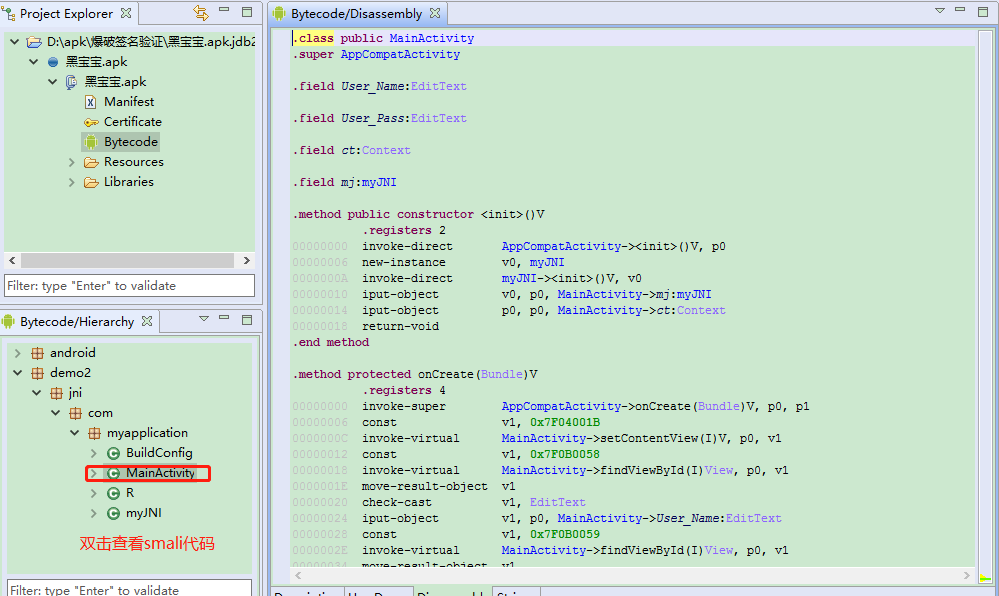 Project Explorer
D:\apk\爆破签名验证\黑宝宝.apk.jdb2
黑宝宝.apk
黑宝宝.apk
Manifest
Certificate
Bytecode
Resources
Libraries
Filter: type "Enter" to validate
Bytecode/Hierarchy
android
demo2
jni
com
myapplication
BuildConfig
MainActivity
R
myJNI
双击查看smali代码
Filter: type "Enter" to validate
Bytecode/Disassembly
.class public MainActivity
.super AppCompatActivity
.field User_Name:EditText
.field User_Pass:EditText
.field ct:Context
.field mj:myJNI
.method public constructor <init>()V
.registers 2
00000000 invoke-direct AppCompatActivity-><init>()V, p0
00000006 new-instance v0, myJNI
0000000A invoke-direct myJNI-><init>()V, v0
00000010 iput-object v0, p0, MainActivity->mj:myJNI
00000014 iput-object p0, p0, MainActivity->ct:Context
00000018 return-void
.end method
.method protected onCreate(Bundle)V
.registers 4
00000000 invoke-super AppCompatActivity->onCreate(Bundle)V, p0, p1
00000006 const v1, 0x7F04001B
0000000C invoke-virtual MainActivity->setContentView(I)V, p0, v1
00000012 const v1, 0x7F0B0058
00000018 invoke-virtual MainActivity->findViewById(I)View, p0, v1
0000001E move-result-object v1
00000020 check-cast v1, EditText
00000024 iput-object v1, p0, MainActivity->User_Name:EditText
00000028 const v1, 0x7F0B0059
0000002E invoke-virtual MainActivity->findViewById(I)View, p0, v1
00000034 move-result-object v1